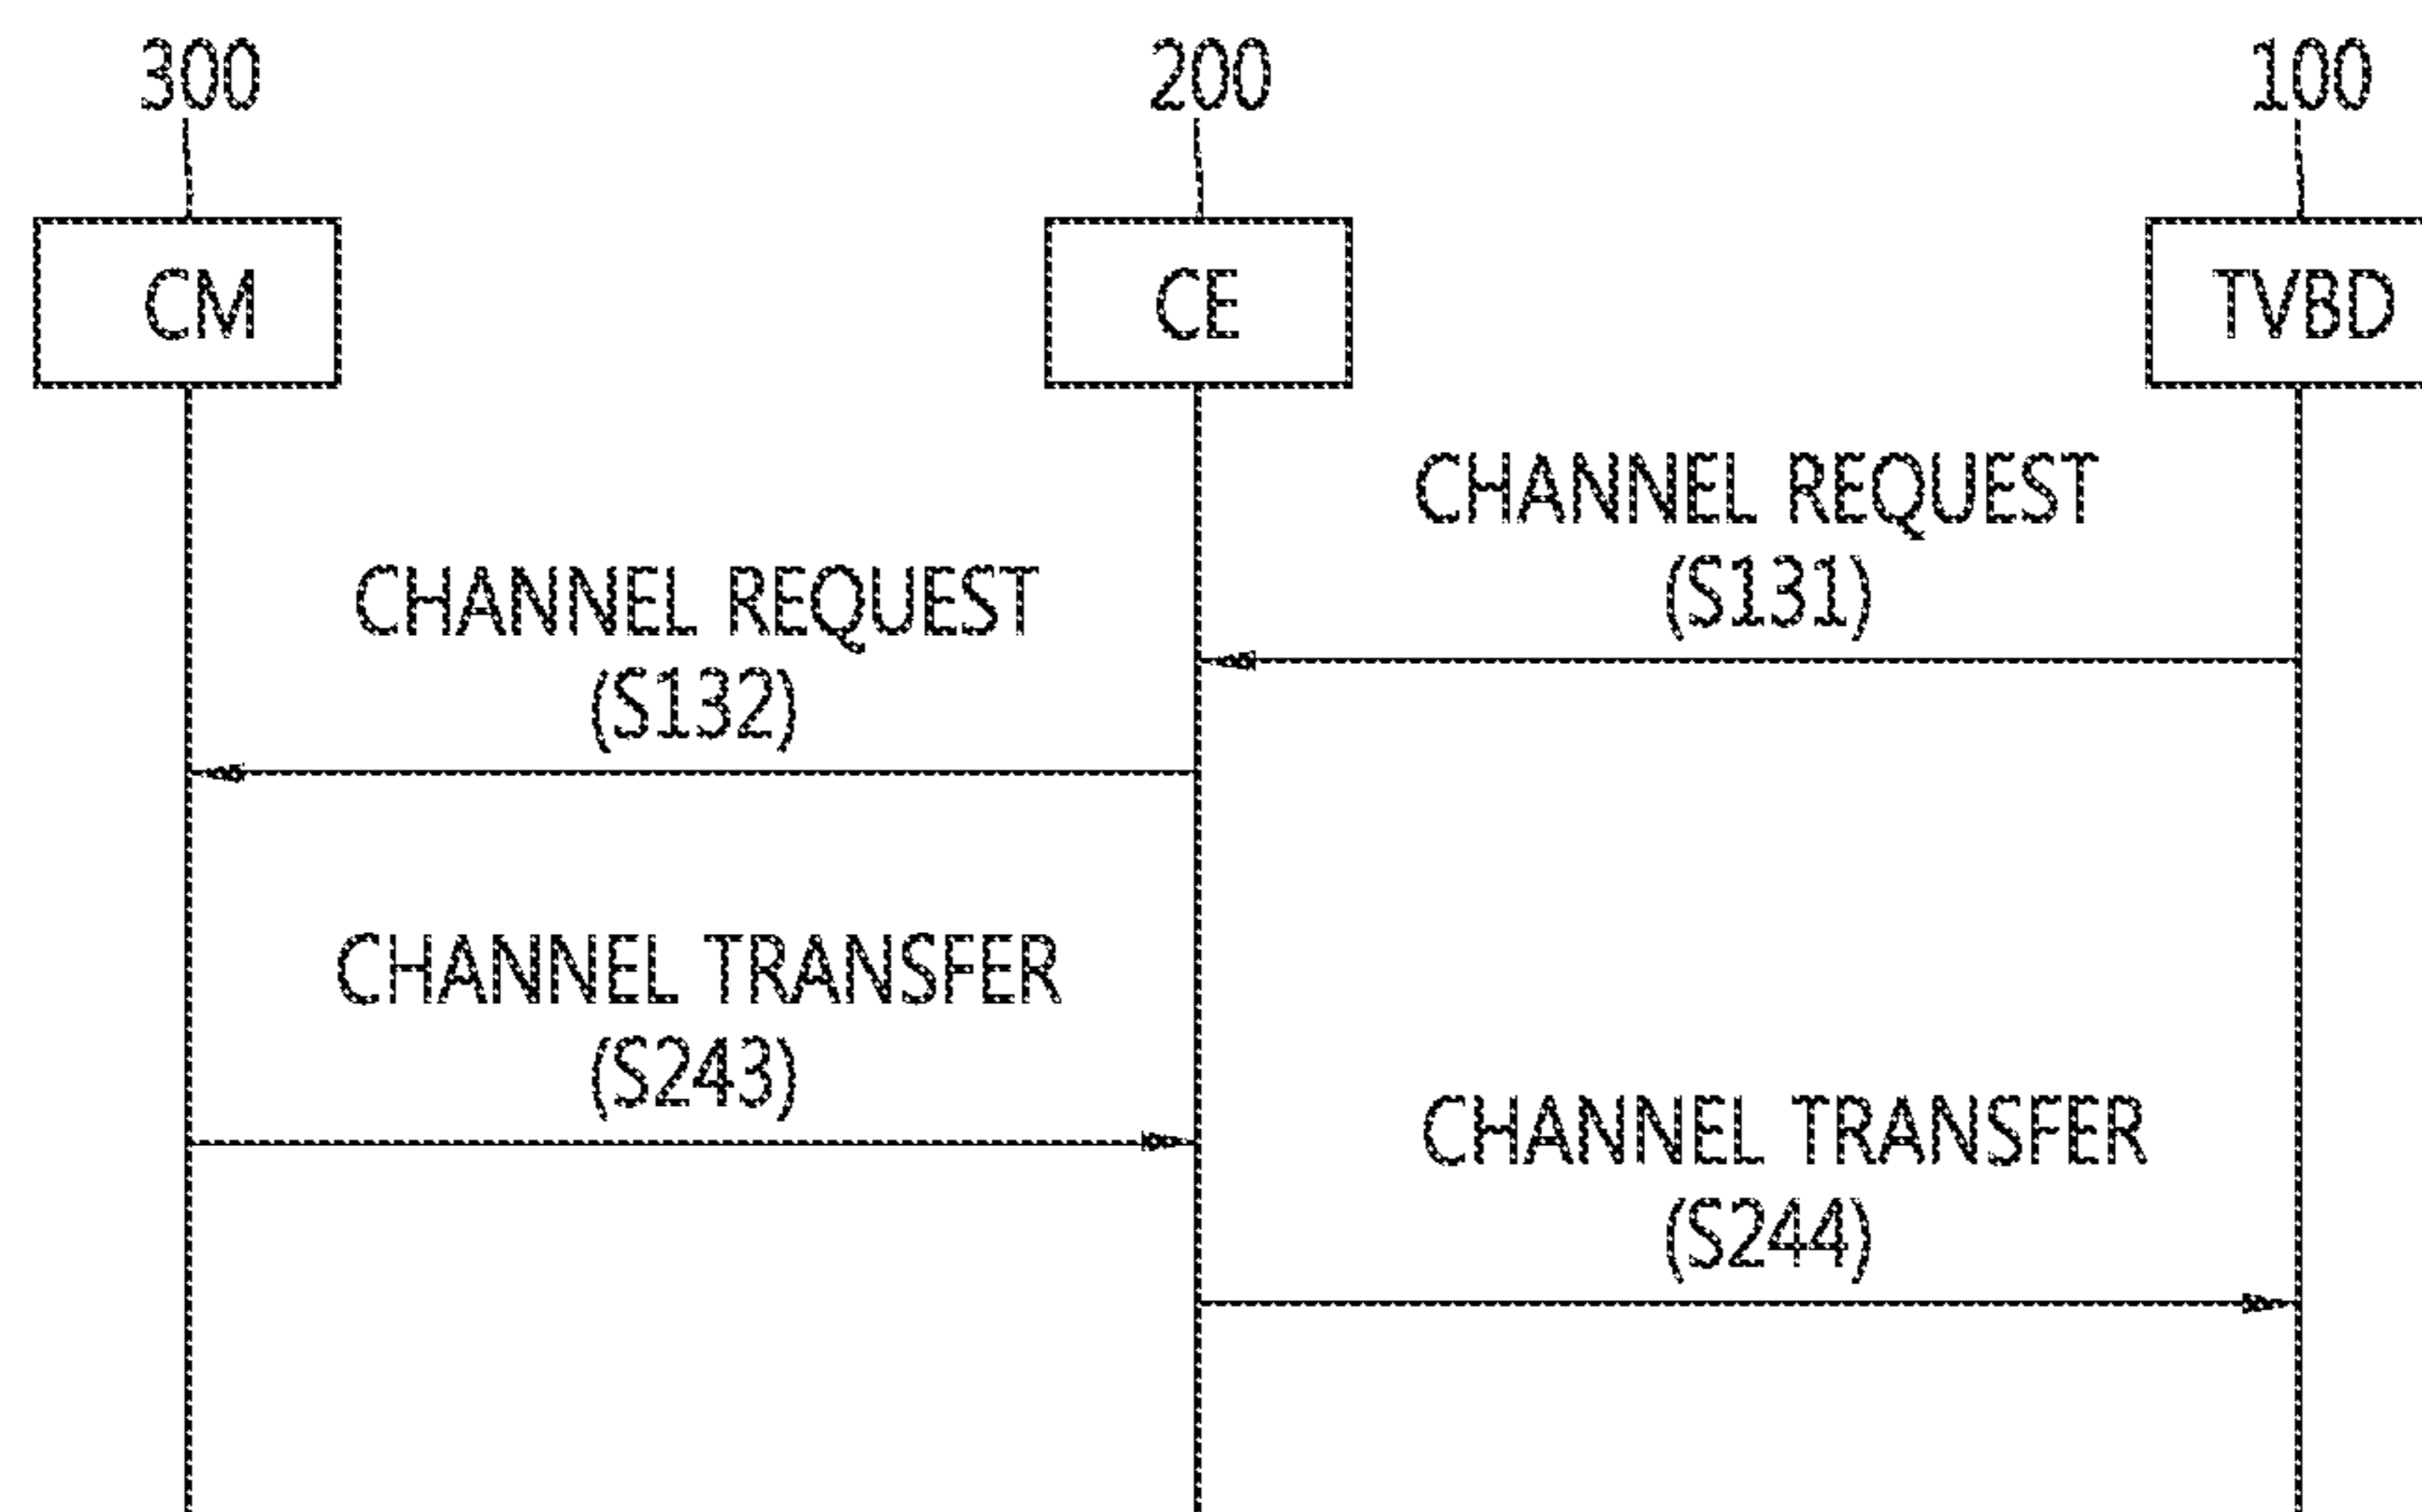 300
200
100
CM
CE
TVBD
CHANNEL REQUEST
(S131)
CHANNEL REQUEST
(S132)
CHANNEL TRANSFER
(S243)
CHANNEL TRANSFER
(S244)